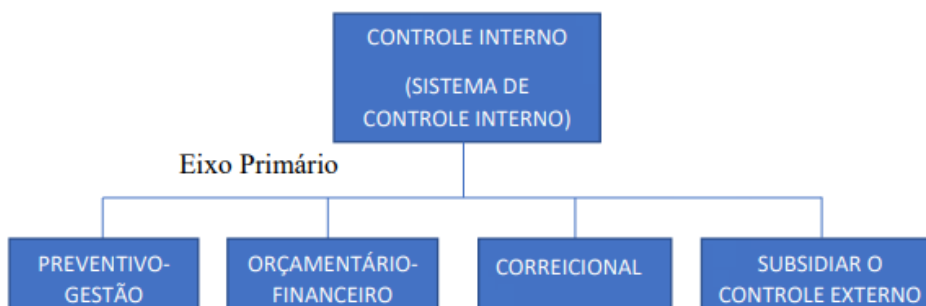 CONTROLE INTERNO
(SISTEMA DE
CONTROLE INTERNO)
Eixo Primário
PREVENTIVO-
GESTÃO
ORÇAMENTÁRIO-
FINANCEIRO
CORREICIONAL
SUBSIDIAR O
CONTROLE EXTERNO